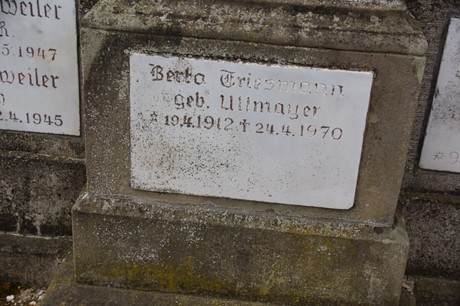 weiler
5 1947
weiler
2.4.1945
Berta Triesmann
geb. Ullmayer
* 19.4.1912 † 24.4.1970